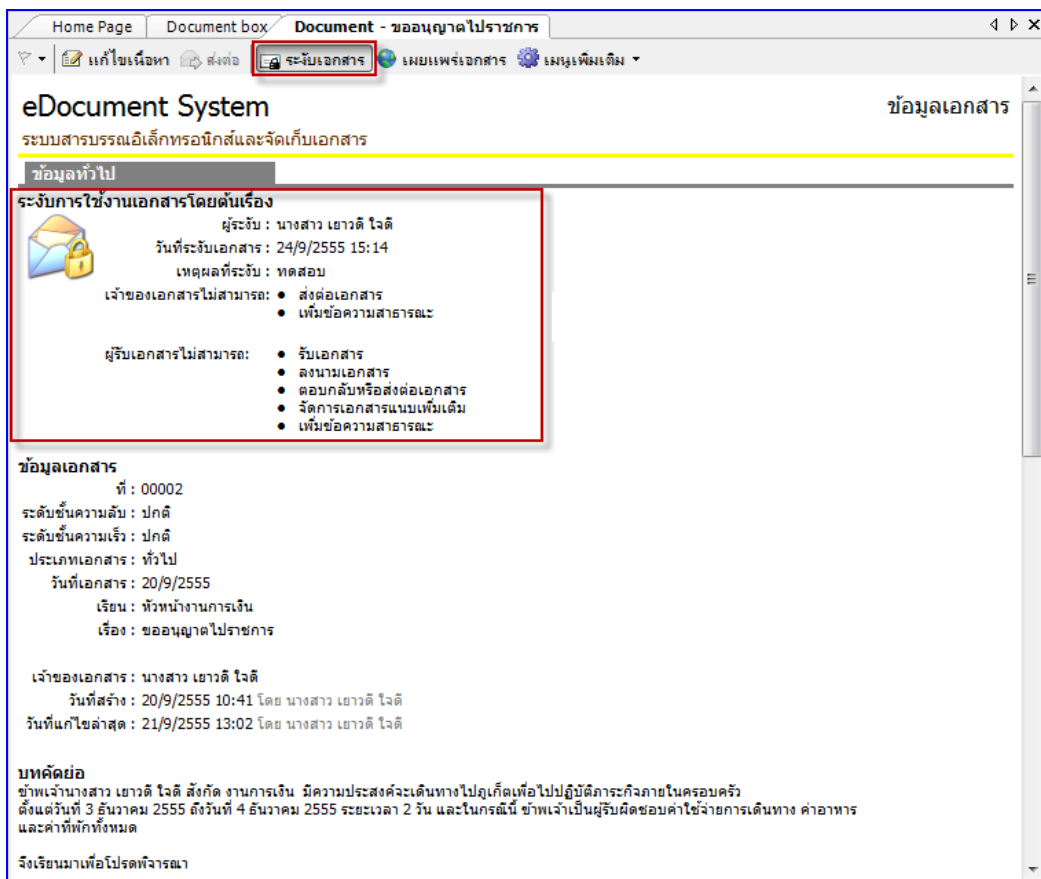 Home Page Document box Document - ขออนุญาตไปราชการ
แก้ไขเนื้อหา ส่งต่อ ระงับเอกสาร เผยแพร่เอกสาร เมนูเพิ่มเติม
eDocument System ข้อมูลเอกสาร
ระบบสารบรรณอิเล็กทรอนิกส์และจัดเก็บเอกสาร
ข้อมูลทั่วไป
ระงับการใช้งานเอกสารโดยต้นเรื่อง
ผู้ระงับ : นางสาว เยาวดี ใจดี
วันที่ระงับเอกสาร : 24/9/2555 15:14
เหตุผลที่ระงับ : ทดสอบ
เจ้าของเอกสารไม่สามารถ: ● ส่งต่อเอกสาร
● เพิ่มข้อความสาธารณะ
ผู้รับเอกสารไม่สามารถ: ● รับเอกสาร
● ลงนามเอกสาร
● ตอบกลับหรือส่งต่อเอกสาร
● จัดการเอกสารแนบเพิ่มเติม
● เพิ่มข้อความสาธารณะ
ข้อมูลเอกสาร
ที่ : 00002
ระดับชั้นความลับ : ปกติ
ระดับชั้นความเร็ว : ปกติ
ประเภทเอกสาร : ทั่วไป
วันที่เอกสาร : 20/9/2555
เรียน : หัวหน้างานการเงิน
เรื่อง : ขออนุญาตไปราชการ
เจ้าของเอกสาร : นางสาว เยาวดี ใจดี
วันที่สร้าง : 20/9/2555 10:41 โดย นางสาว เยาวดี ใจดี
วันที่แก้ไขล่าสุด : 21/9/2555 13:02 โดย นางสาว เยาวดี ใจดี
บทคัดย่อ
ข้าพเจ้านางสาว เยาวดี ใจดี สังกัด งานการเงิน มีความประสงค์จะเดินทางไปภูเก็ตเพื่อไปปฏิบัติภาระกิจภายในครอบครัว
ตั้งแต่วันที่ 3 ธันวาคม 2555 ถึงวันที่ 4 ธันวาคม 2555 ระยะเวลา 2 วัน และในกรณีนี้ ข้าพเจ้าเป็นผู้รับผิดชอบค่าใช้จ่ายการเดินทาง ค่าอาหาร
และค่าที่พักทั้งหมด
จึงเรียนมาเพื่อโปรดพิจารณา